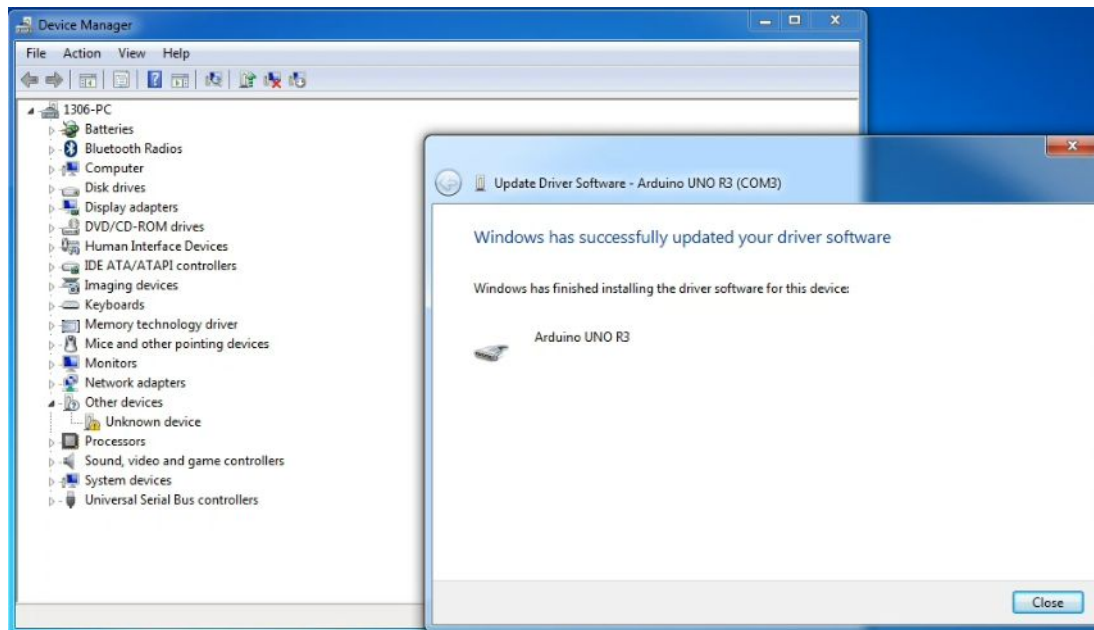 Device Manager
File Action View Help
1306-PC
Batteries
Bluetooth Radios
Computer
Disk drives
Display adapters
DVD/CD-ROM drives
Human Interface Devices
IDE ATA/ATAPI controllers
Imaging devices
Keyboards
Memory technology driver
Mice and other pointing devices
Monitors
Network adapters
Other devices
Unknown device
Processors
Sound, video and game controllers
System devices
Universal Serial Bus controllers
Update Driver Software - Arduino UNO R3 (COM3)
Windows has successfully updated your driver software
Windows has finished installing the driver software for this device:
Arduino UNO R3
Close